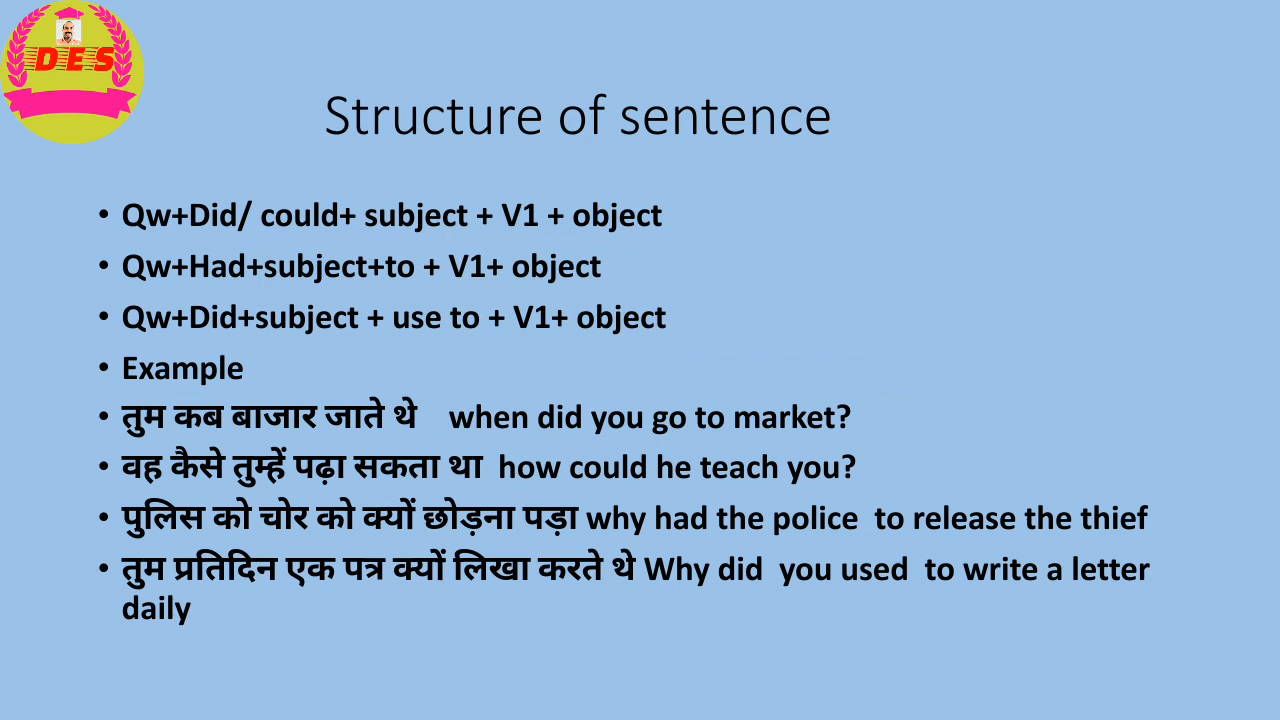 DES
Structure of sentence
• Qw+Did/ could+ subject + V1 + object
• Qw+Had+subject+to + V1+ object
• Qw+Did+subject + use to + V1+ object
• Example
• तुम कब बाजार जाते थे when did you go to market?
• वह कैसे तुम्हें पढ़ा सकता था how could he teach you?
• पुलिस को चोर को क्यों छोड़ना पड़ा why had the police to release the thief
• तुम प्रतिदिन एक पत्र क्यों लिखा करते थे Why did you used to write a letter
daily